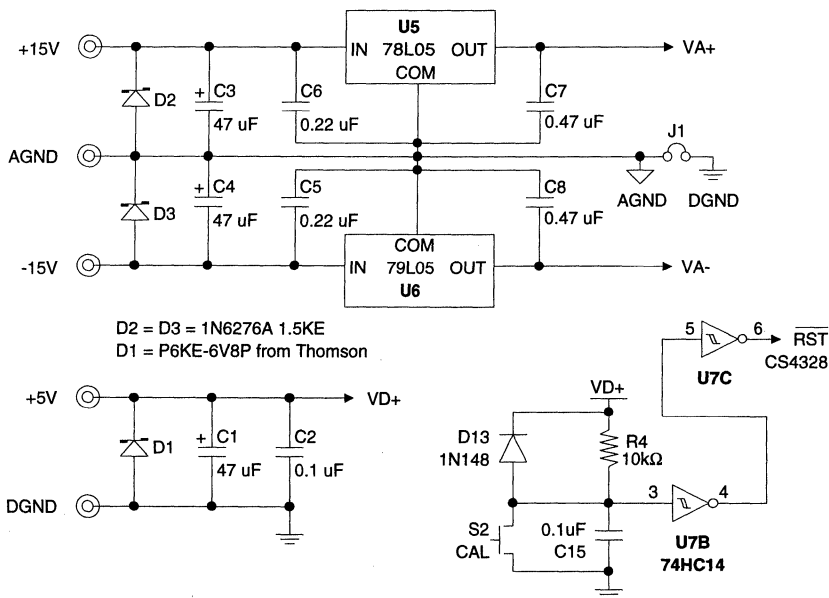 U5
+15V
IN 78L05 OUT
VA+
COM
D2
+ C3
47 uF
C6
0.22 uF
C7
0.47 uF
AGND
J1
D3
+ C4
47 uF
C5
0.22 uF
C8
0.47 uF
AGND
DGND
COM
-15V
IN 79L05 OUT
VA-
U6
D2 = D3 = 1N6276A 1.5KE
D1 = P6KE-6V8P from Thomson
5
6
RST
CS4328
U7C
+5V
VD+
VD+
D1
+ C1
47 uF
C2
0.1 uF
D13
1N148
R4
10kΩ
3
4
DGND
S2
CAL
0.1uF
C15
U7B
74HC14